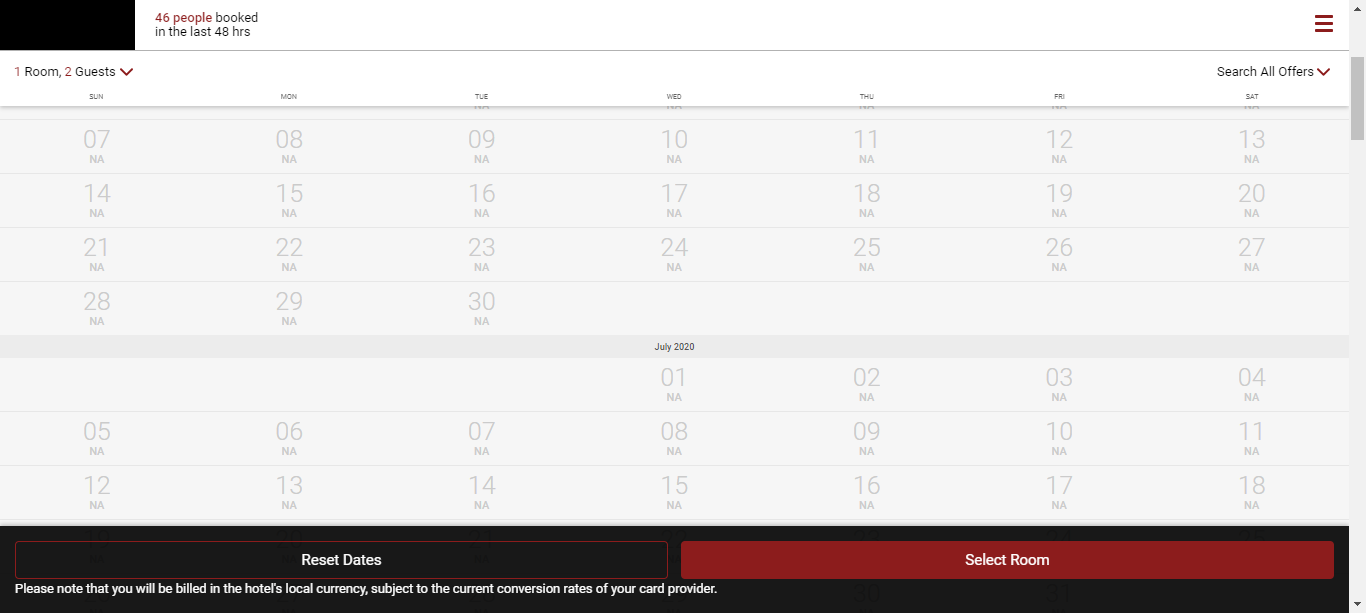 46 people booked
in the last 48 hrs
1 Room, 2 Guests
Search All Offers
SUN MON TUE WED THU FRI SAT
NA NA NA NA NA
07 08 09 10 11 12 13
NA NA NA NA NA NA NA
14 15 16 17 18 19 20
NA NA NA NA NA NA NA
21 22 23 24 25 26 27
NA NA NA NA NA NA NA
28 29 30
NA NA NA
July 2020
01 02 03 04
NA NA NA NA
05 06 07 08 09 10 11
NA NA NA NA NA NA NA
12 13 14 15 16 17 18
NA NA NA NA NA NA NA
Reset Dates
Select Room
Please note that you will be billed in the hotel's local currency, subject to the current conversion rates of your card provider.